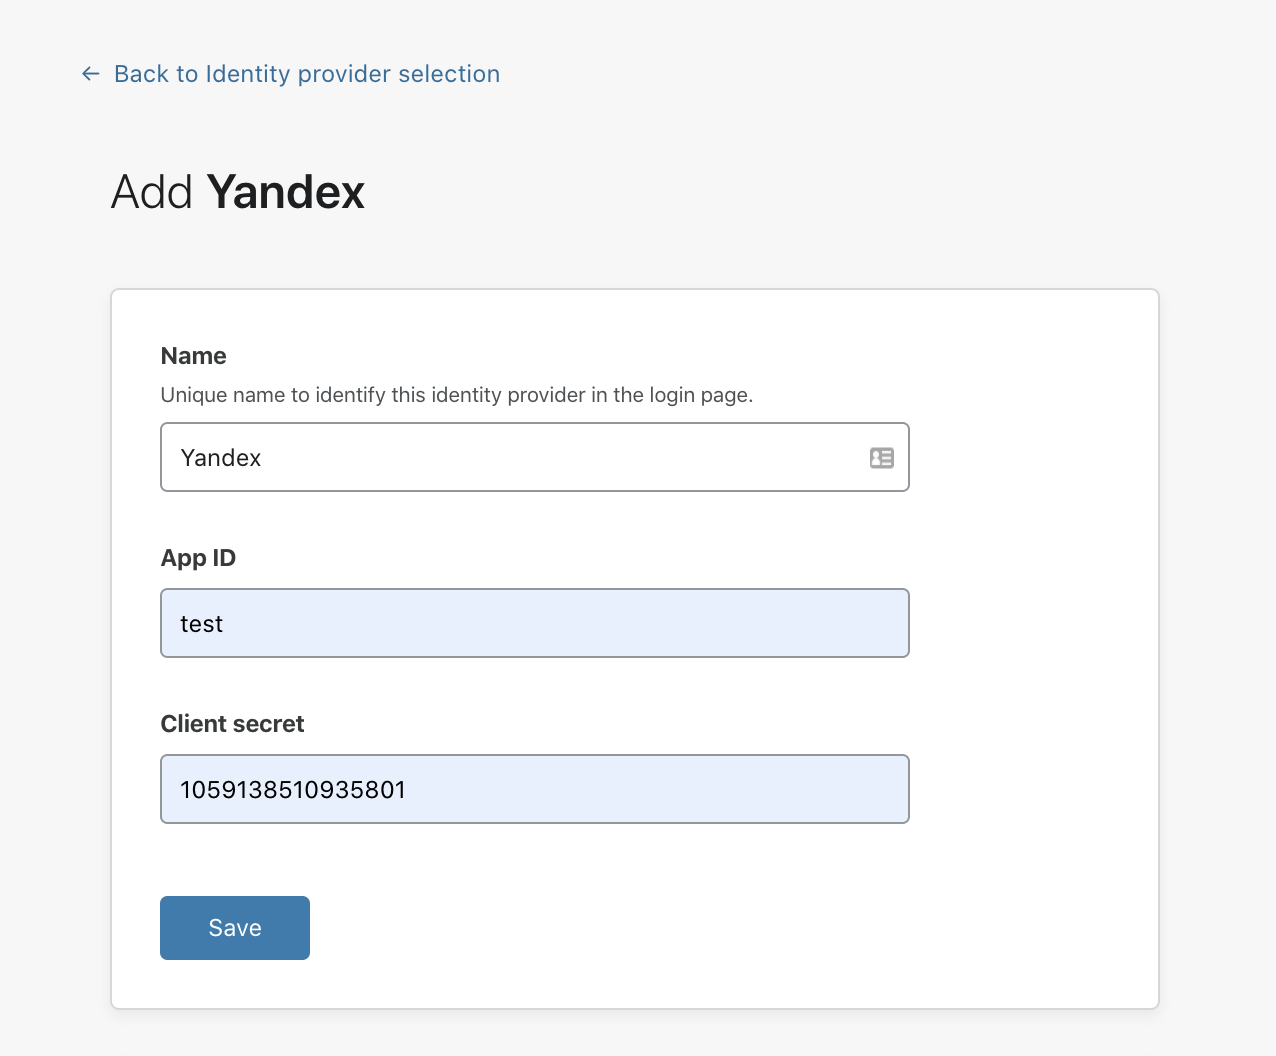 ← Back to Identity provider selection
Add Yandex
Name
Unique name to identify this identity provider in the login page.
Yandex
App ID
test
Client secret
1059138510935801
Save